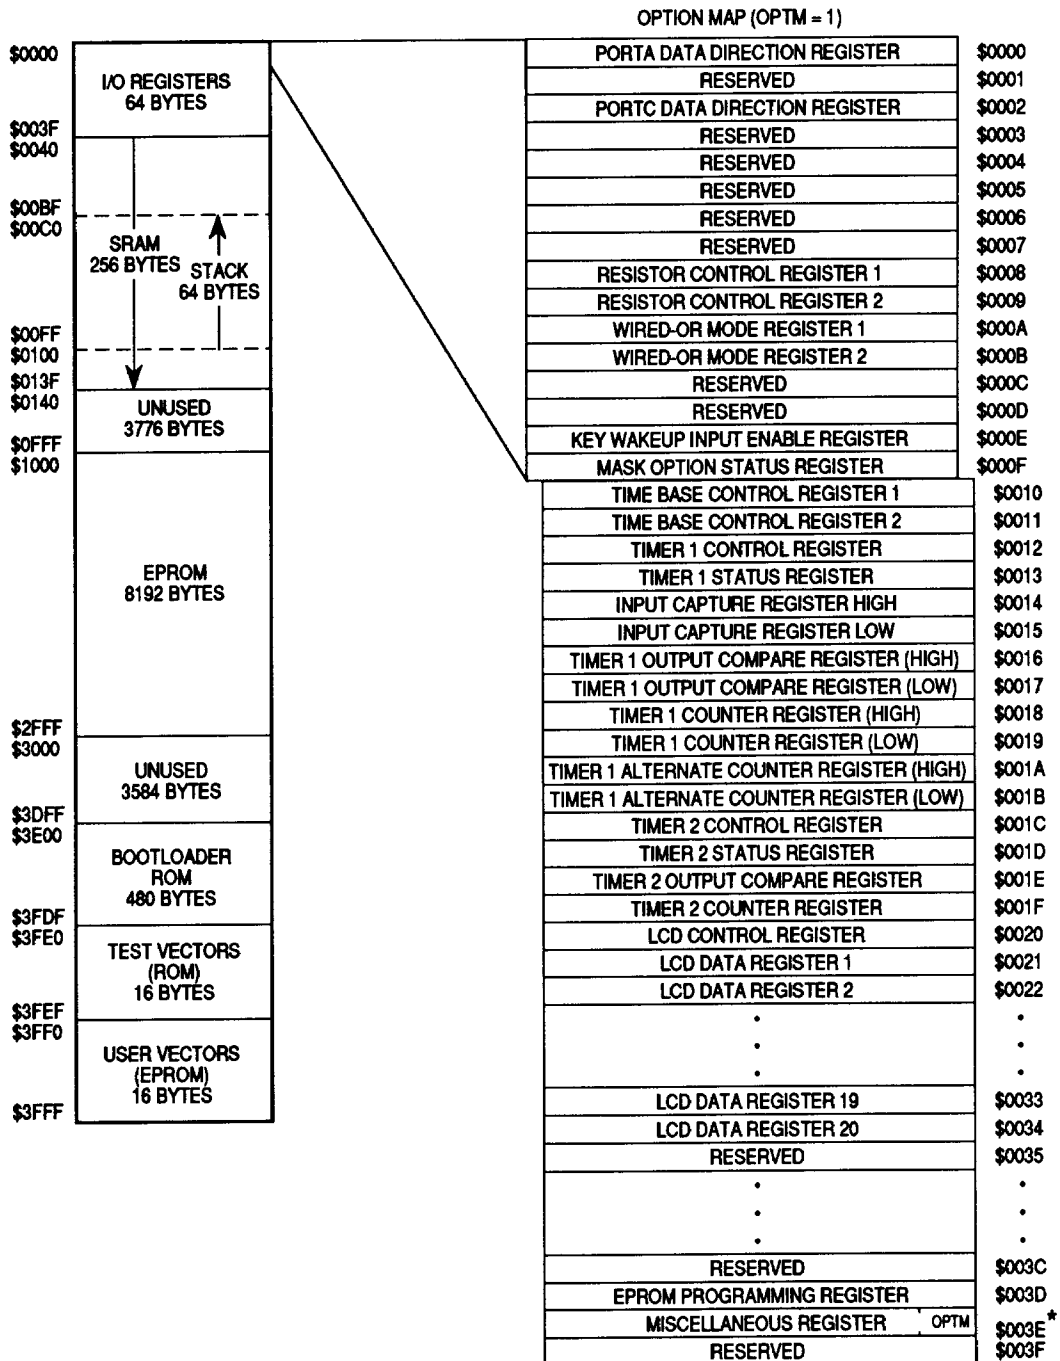 OPTION MAP (OPTM = 1)
$0000
I/O REGISTERS
64 BYTES
$003F
$0040
$00BF
$00C0
SRAM
256 BYTES
STACK
64 BYTES
$00FF
$0100
$013F
$0140
UNUSED
3776 BYTES
$0FFF
$1000
EPROM
8192 BYTES
$2FFF
$3000
UNUSED
3584 BYTES
$3DFF
$3E00
BOOTLOADER
ROM
480 BYTES
$3FDF
$3FE0
TEST VECTORS
(ROM)
16 BYTES
$3FEF
$3FF0
USER VECTORS
(EPROM)
16 BYTES
$3FFF
PORTA DATA DIRECTION REGISTER $0000
RESERVED $0001
PORTC DATA DIRECTION REGISTER $0002
RESERVED $0003
RESERVED $0004
RESERVED $0005
RESERVED $0006
RESERVED $0007
RESISTOR CONTROL REGISTER 1 $0008
RESISTOR CONTROL REGISTER 2 $0009
WIRED-OR MODE REGISTER 1 $000A
WIRED-OR MODE REGISTER 2 $000B
RESERVED $000C
RESERVED $000D
KEY WAKEUP INPUT ENABLE REGISTER $000E
MASK OPTION STATUS REGISTER $000F
TIME BASE CONTROL REGISTER 1 $0010
TIME BASE CONTROL REGISTER 2 $0011
TIMER 1 CONTROL REGISTER $0012
TIMER 1 STATUS REGISTER $0013
INPUT CAPTURE REGISTER HIGH $0014
INPUT CAPTURE REGISTER LOW $0015
TIMER 1 OUTPUT COMPARE REGISTER (HIGH) $0016
TIMER 1 OUTPUT COMPARE REGISTER (LOW) $0017
TIMER 1 COUNTER REGISTER (HIGH) $0018
TIMER 1 COUNTER REGISTER (LOW) $0019
TIMER 1 ALTERNATE COUNTER REGISTER (HIGH) $001A
TIMER 1 ALTERNATE COUNTER REGISTER (LOW) $001B
TIMER 2 CONTROL REGISTER $001C
TIMER 2 STATUS REGISTER $001D
TIMER 2 OUTPUT COMPARE REGISTER $001E
TIMER 2 COUNTER REGISTER $001F
LCD CONTROL REGISTER $0020
LCD DATA REGISTER 1 $0021
LCD DATA REGISTER 2 $0022
• •
• •
• •
LCD DATA REGISTER 19 $0033
LCD DATA REGISTER 20 $0034
RESERVED $0035
• •
• •
• •
RESERVED $003C
EPROM PROGRAMMING REGISTER $003D
MISCELLANEOUS REGISTER OPTM $003E*
RESERVED $003F